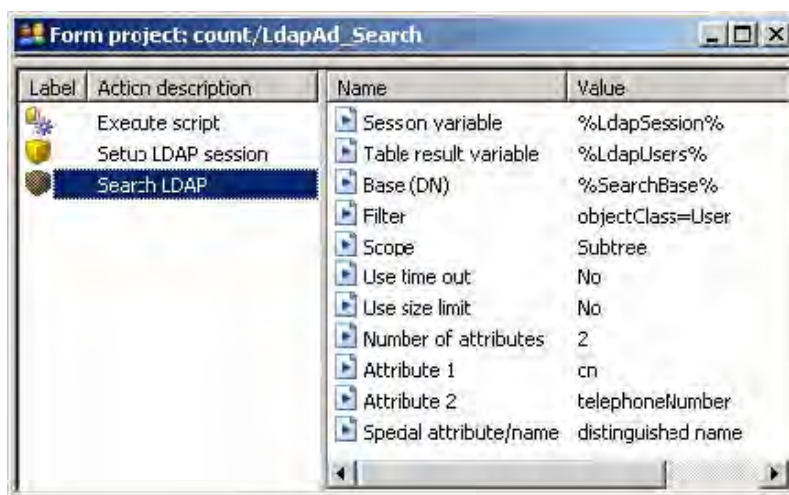 Form project: count/LdapAd_Search
Label Action description
Execute script
Setup LDAP session
Search LDAP
Name Value
Session variable %LdapSession%
Table result variable %LdapUsers%
Base (DN) %SearchBase%
Filter objectClass=User
Scope Subtree
Use time out No
Use size limit No
Number of attributes 2
Attribute 1 cn
Attribute 2 telephoneNumber
Special attribute/name distinguished name